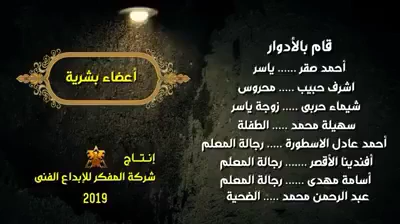 قام بالأدوار
أحمد صقر ...... ياسر
اشرف حبيب ..... محروس
شيماء حربى ..... زوجة ياسر
سهيلة محمد ..... الطفلة
أحمد عادل الاسطورة ..... رجالة المعلم
أفندينا الأقصر ....... رجالة المعلم
أسامة مهدى ...... رجالة المعلم
عبد الرحمن محمد ..... الضحية
أعضاء بشرية
إنتاج
شركة المفكر للإبداع الفنى
2019